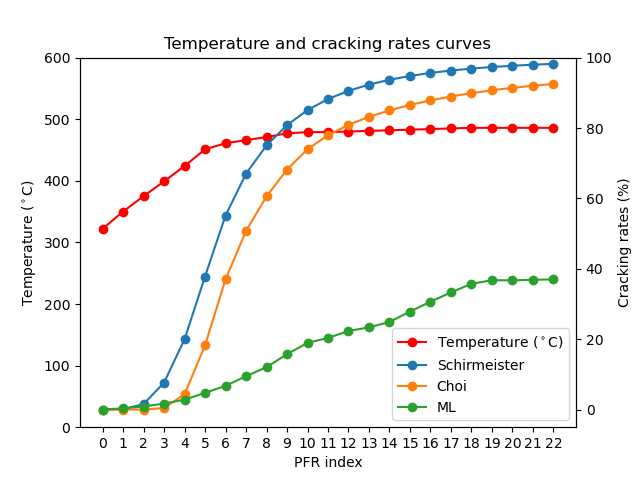 Temperature and cracking rates curves
600
500
400
300
200
100
0
Temperature (°C)
100
80
60
40
20
0
Cracking rates (%)
Temperature (°C)
Schirmeister
Choi
ML
0 1 2 3 4 5 6 7 8 9 10 11 12 13 14 15 16 17 18 19 20 21 22
PFR index